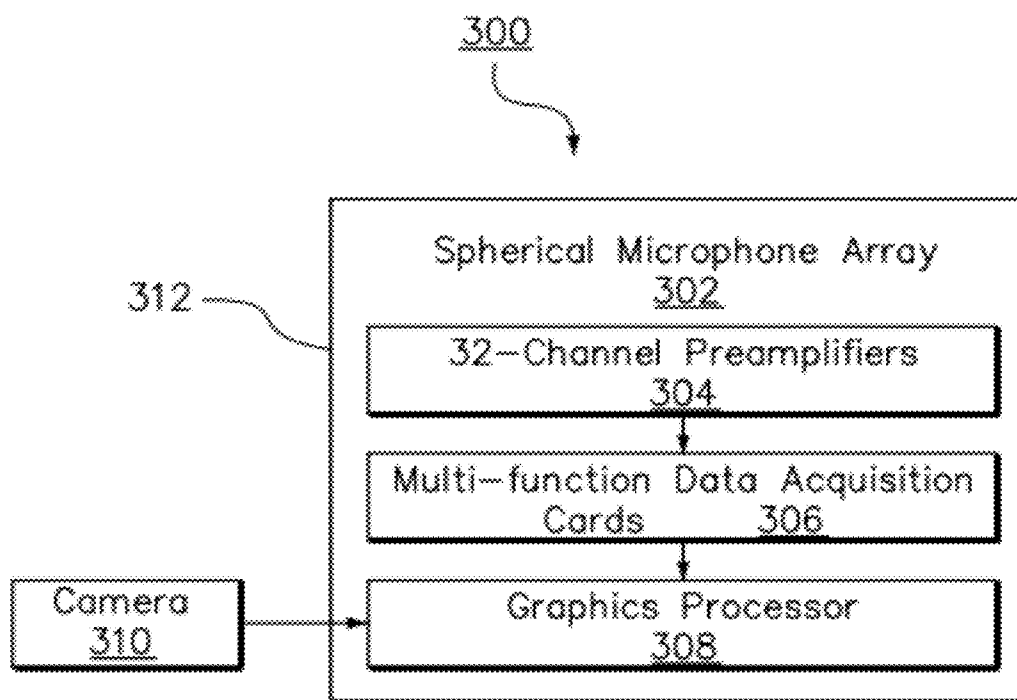 300
Spherical Microphone Array
302
312
32-Channel Preamplifiers
304
Multi-function Data Acquisition
Cards 306
Camera
310
Graphics Processor
308